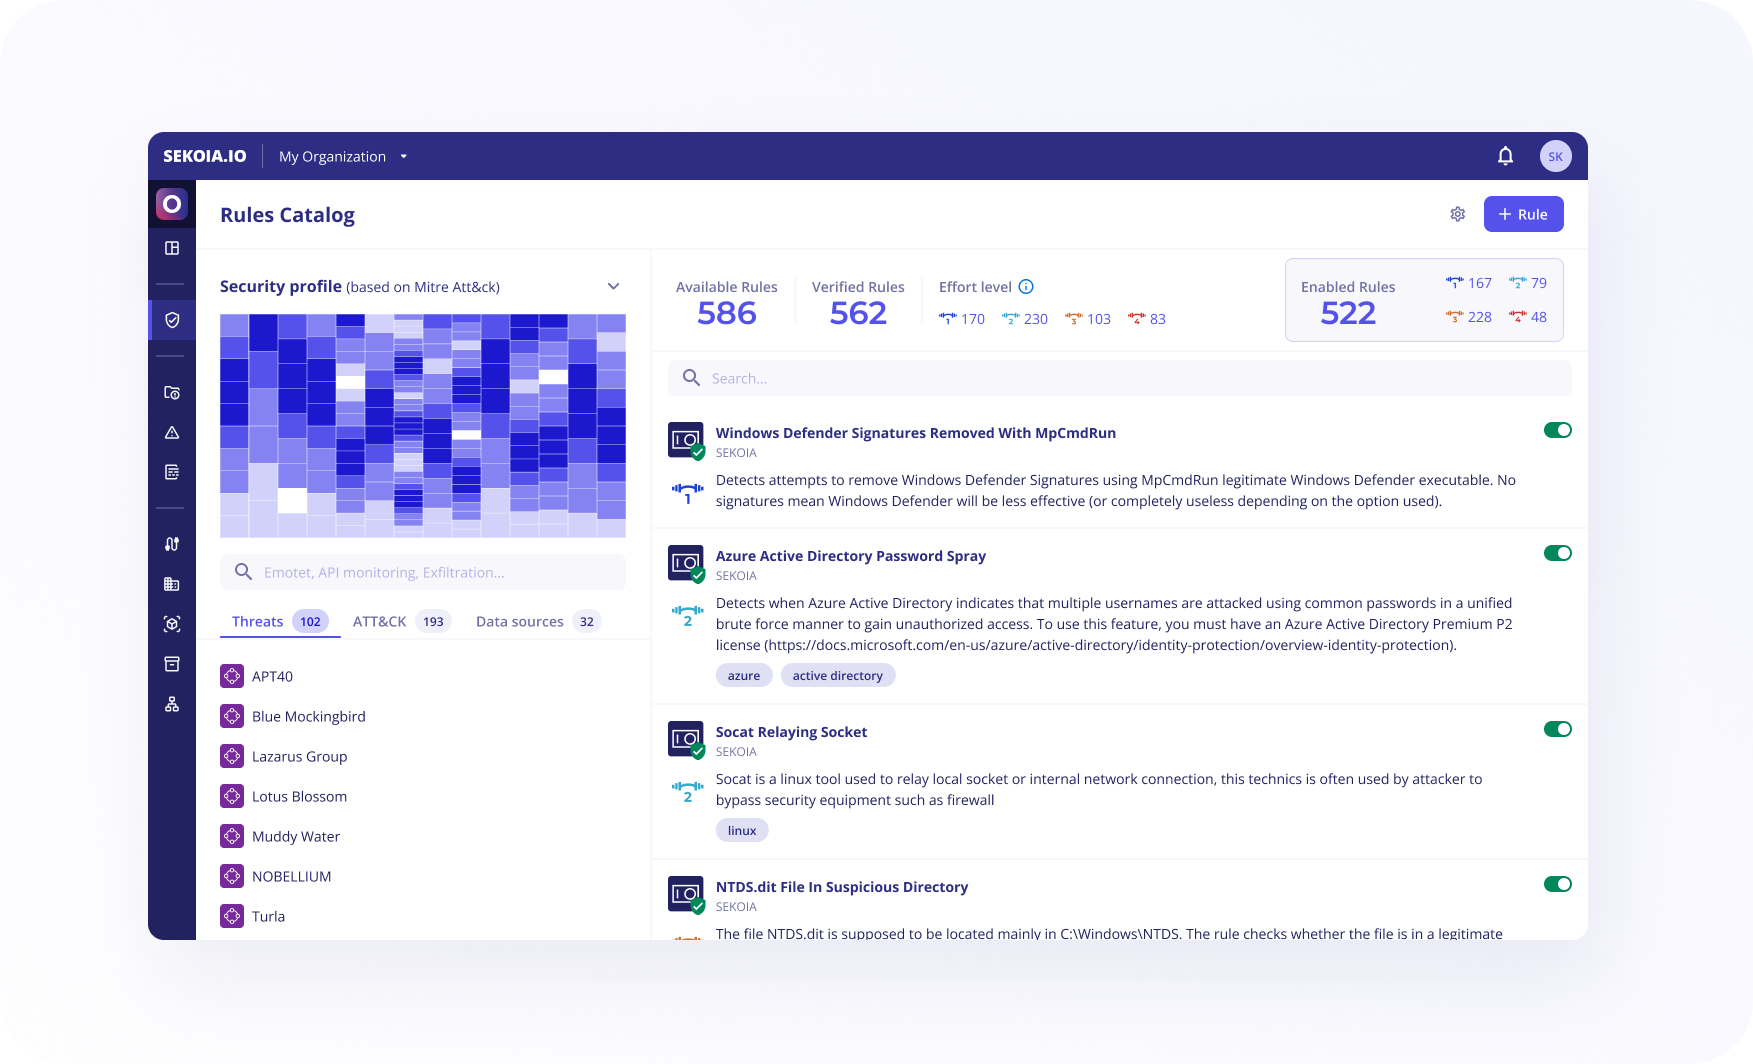 SEKOIA.IO
My Organization
SK
Rules Catalog
+ Rule
Security profile (based on Mitre Att&ck)
Emotet, API monitoring, Exfiltration...
Threats 102 ATT&CK 193 Data sources 32
APT40
Blue Mockingbird
Lazarus Group
Lotus Blossom
Muddy Water
NOBELLIUM
Turla
Available Rules
586
Verified Rules
562
Effort level
1 170 2 230 3 103 4 83
Enabled Rules
522
1 167 2 79
3 228 4 48
Search...
Windows Defender Signatures Removed With MpCmdRun
SEKOIA
1
Detects attempts to remove Windows Defender Signatures using MpCmdRun legitimate Windows Defender executable. No
signatures mean Windows Defender will be less effective (or completely useless depending on the option used).
Azure Active Directory Password Spray
SEKOIA
2
Detects when Azure Active Directory indicates that multiple usernames are attacked using common passwords in a unified
brute force manner to gain unauthorized access. To use this feature, you must have an Azure Active Directory Premium P2
license (https://docs.microsoft.com/en-us/azure/active-directory/identity-protection/overview-identity-protection).
azure active directory
Socat Relaying Socket
SEKOIA
2
Socat is a linux tool used to relay local socket or internal network connection, this technics is often used by attacker to
bypass security equipment such as firewall
linux
NTDS.dit File In Suspicious Directory
SEKOIA
The file NTDS.dit is supposed to be located mainly in C:\Windows\NTDS. The rule checks whether the file is in a legitimate